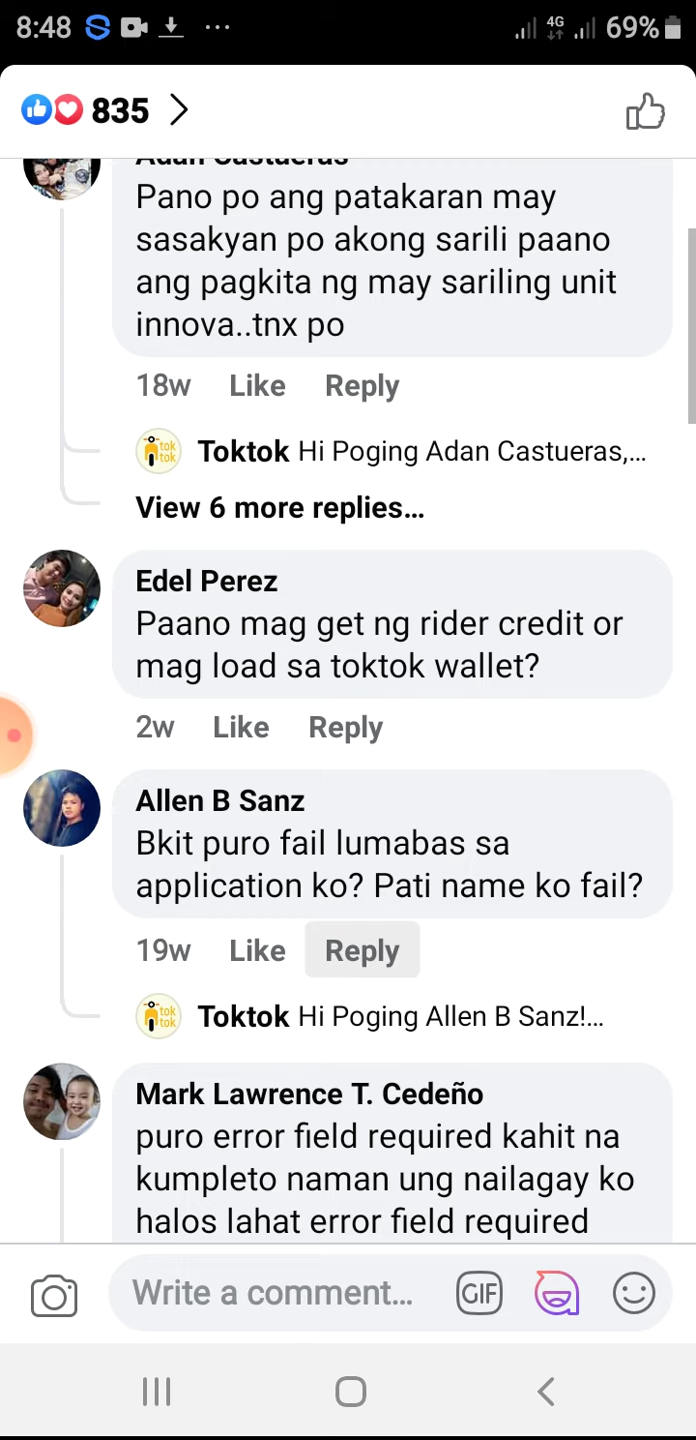 8:48 ... 4G 69%
835
Adan Castueras
Pano po ang patakaran may
sasakyan po akong sarili paano
ang pagkita ng may sariling unit
innova..tnx po
18w Like Reply
tok tok Toktok Hi Poging Adan Castueras,...
View 6 more replies...
Edel Perez
Paano mag get ng rider credit or
mag load sa toktok wallet?
2w Like Reply
Allen B Sanz
Bkit puro fail lumabas sa
application ko? Pati name ko fail?
19w Like Reply
tok tok Toktok Hi Poging Allen B Sanz!...
Mark Lawrence T. Cedeño
puro error field required kahit na
kumpleto naman ung nailagay ko
halos lahat error field required
Write a comment... GIF